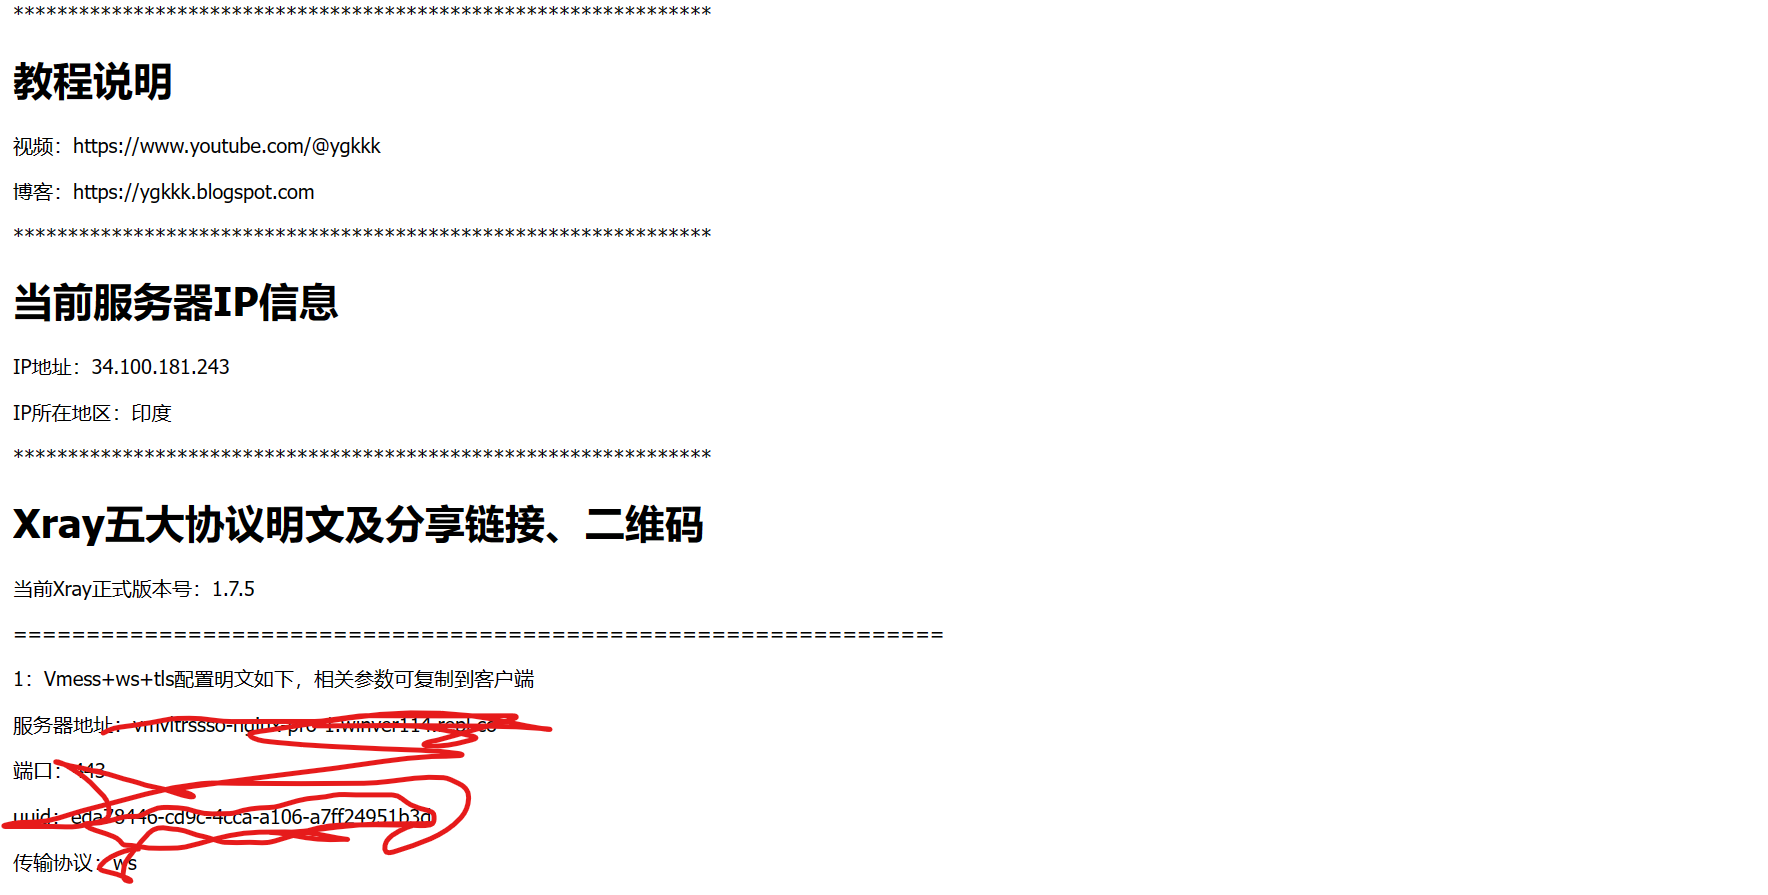 ****************************************************************
教程说明
视频：https://www.youtube.com/@ygkkk
博客：https://ygkkk.blogspot.com
****************************************************************
当前服务器IP信息
IP地址：34.100.181.243
IP所在地区：印度
****************************************************************
Xray五大协议明文及分享链接、二维码
当前Xray正式版本号：1.7.5
================================================================
1：Vmess+ws+tls配置明文如下，相关参数可复制到客户端
服务器地址：
端口：443
uuid：
传输协议：ws